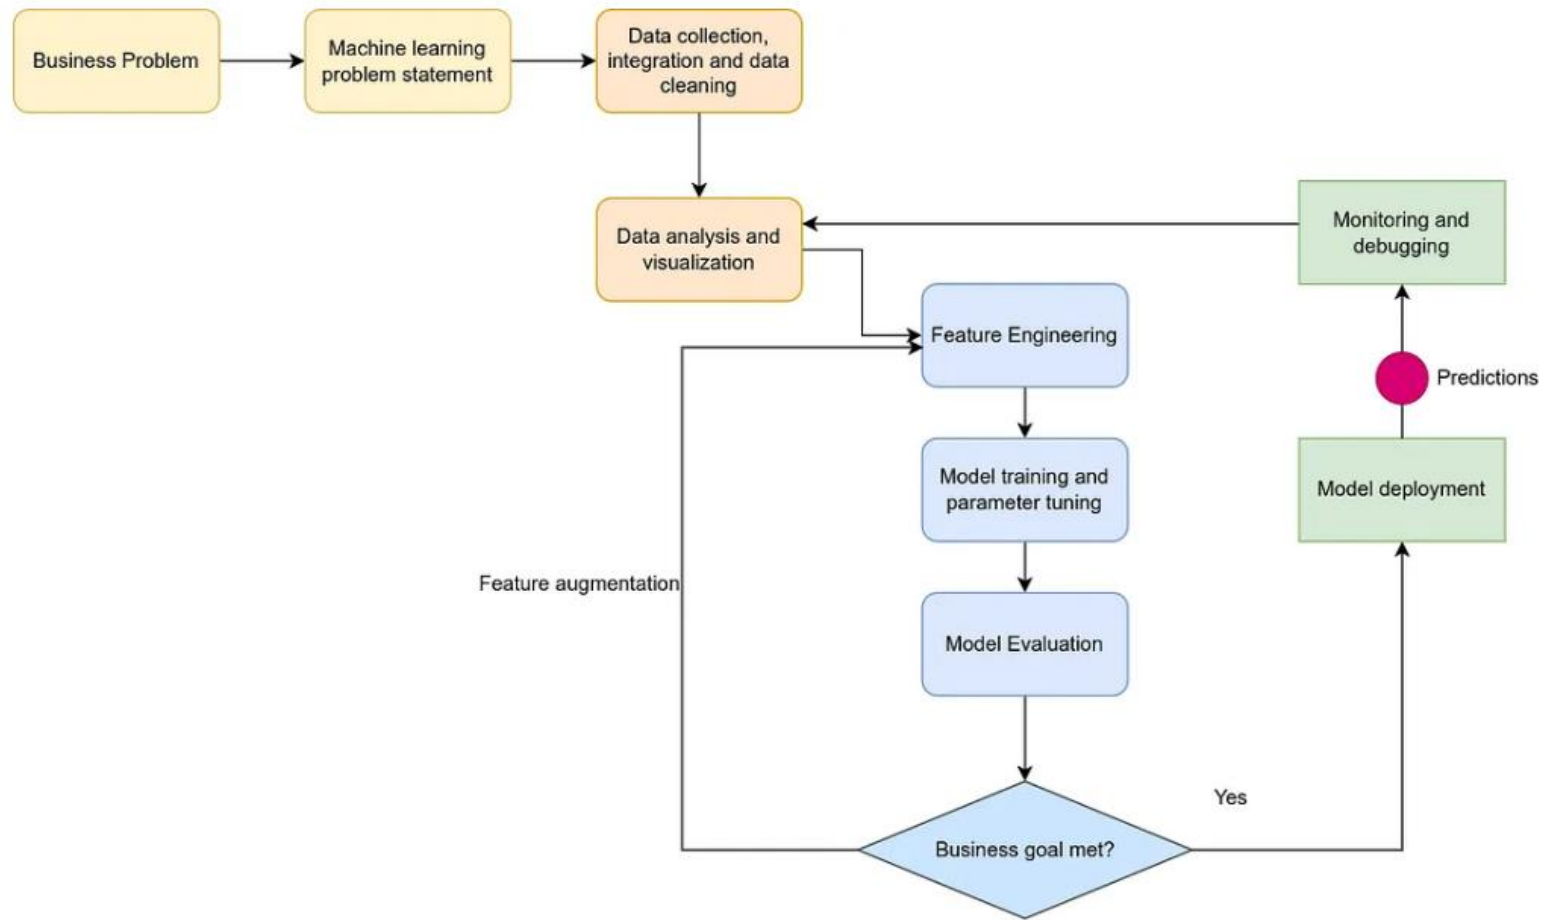 Business Problem
Machine learning
problem statement
Data collection,
integration and data
cleaning
Data analysis and
visualization
Monitoring and
debugging
Feature Engineering
Predictions
Model training and
parameter tuning
Model deployment
Feature augmentation
Model Evaluation
Yes
Business goal met?